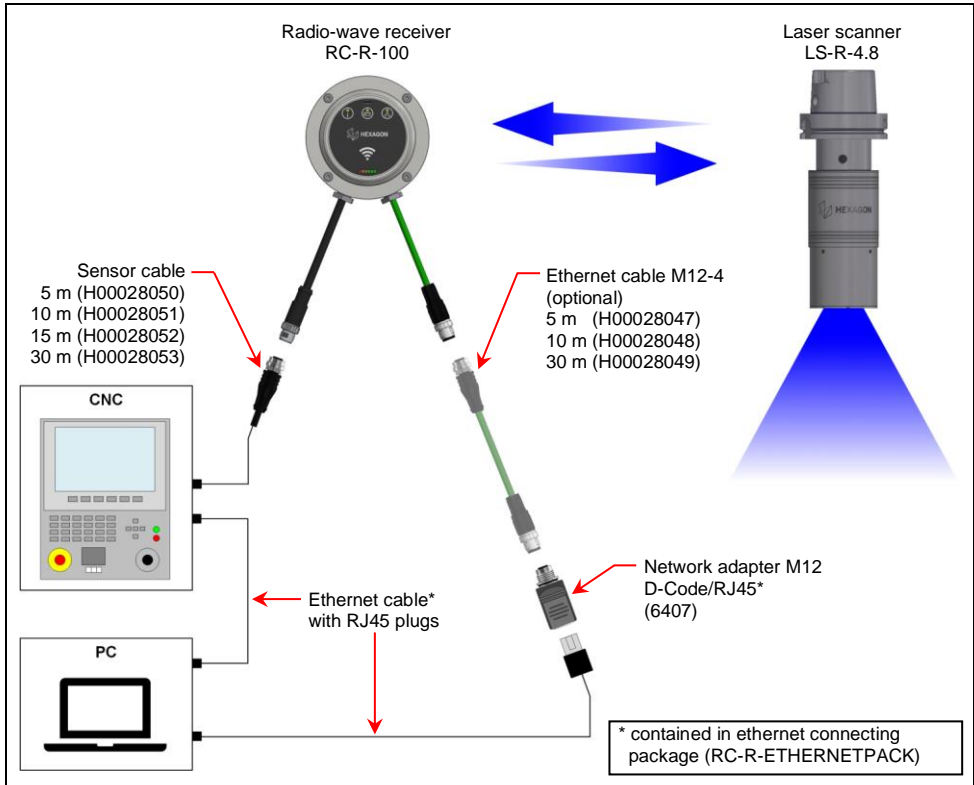 Radio-wave receiver
RC-R-100
Laser scanner
LS-R-4.8
HEXAGON
HEXAGON
Sensor cable
5 m (H00028050)
10 m (H00028051)
15 m (H00028052)
30 m (H00028053)
Ethernet cable M12-4
(optional)
5 m (H00028047)
10 m (H00028048)
30 m (H00028049)
CNC
Network adapter M12
D-Code/RJ45*
(6407)
Ethernet cable*
with RJ45 plugs
PC
* contained in ethernet connecting
package (RC-R-ETHERNETPACK)